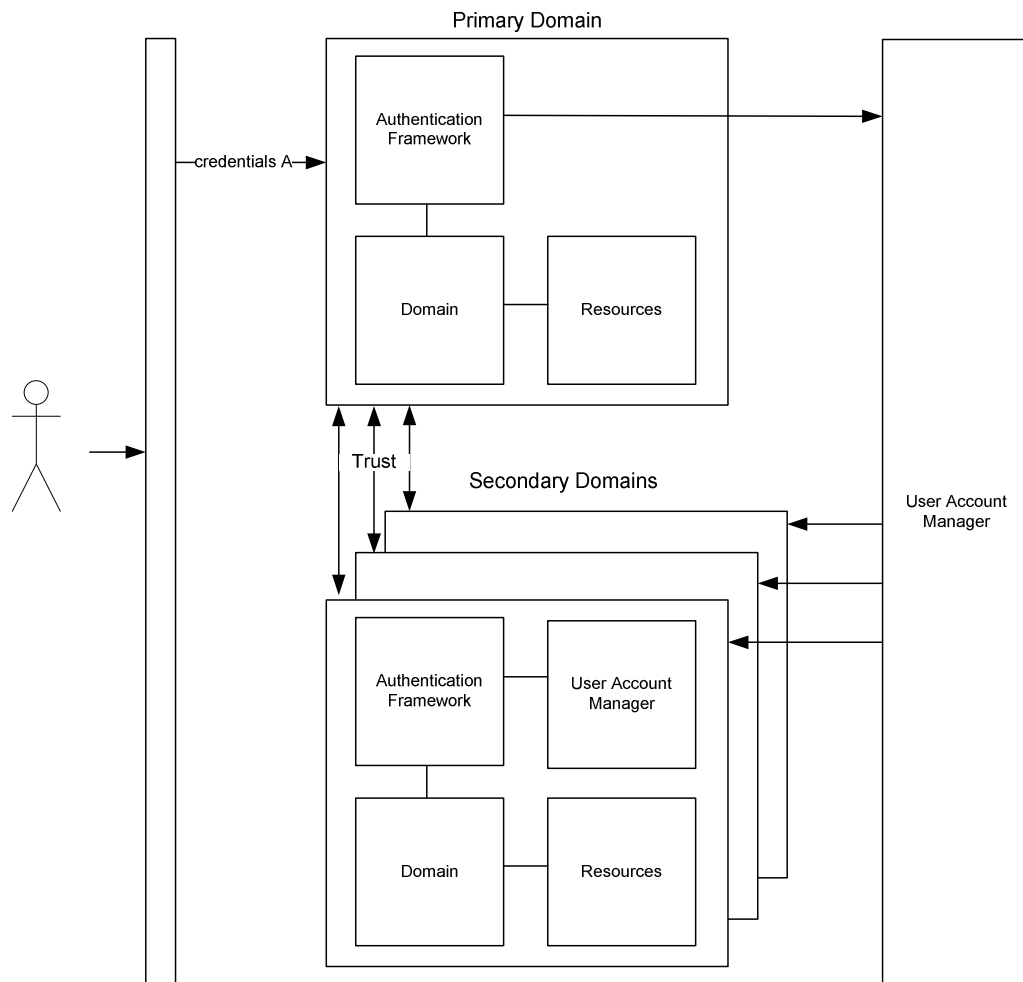 Primary Domain
Authentication
Framework
credentials A
Domain
Resources
Trust
Secondary Domains
User Account
Manager
Authentication
Framework
User Account
Manager
Domain
Resources